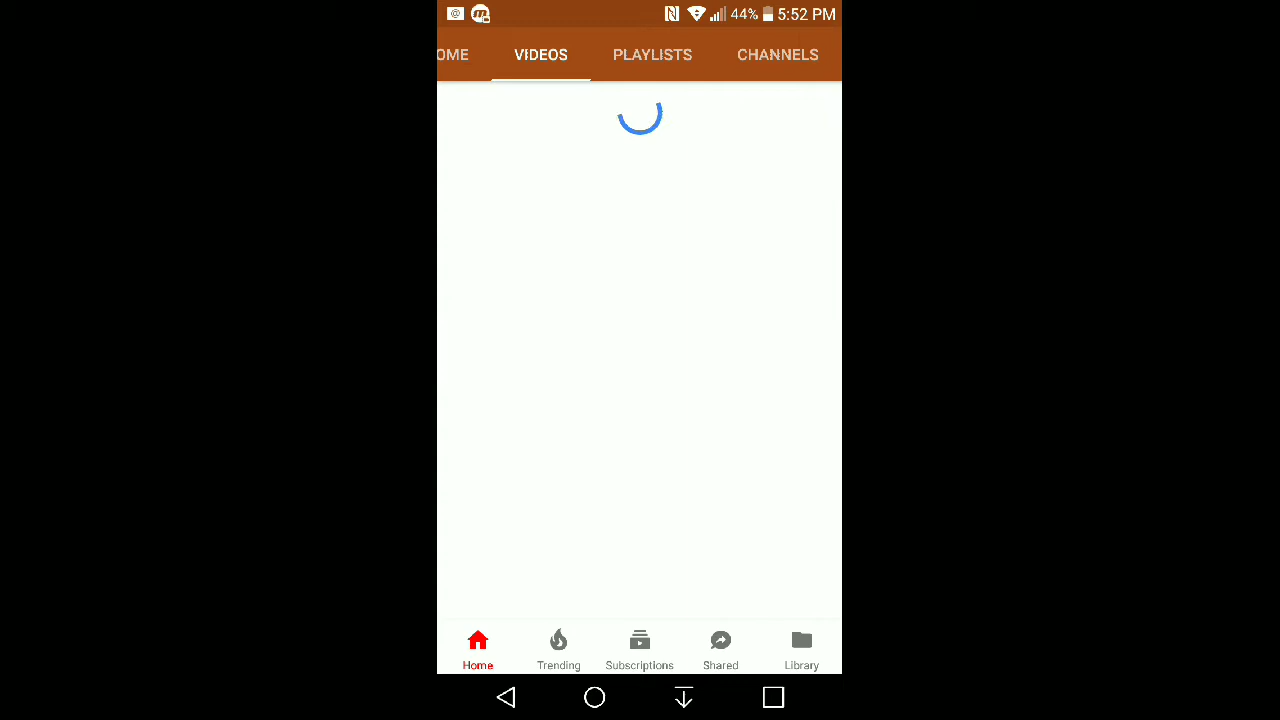 44% 5:52 PM
OME VIDEOS PLAYLISTS CHANNELS
Home Trending Subscriptions Shared Library